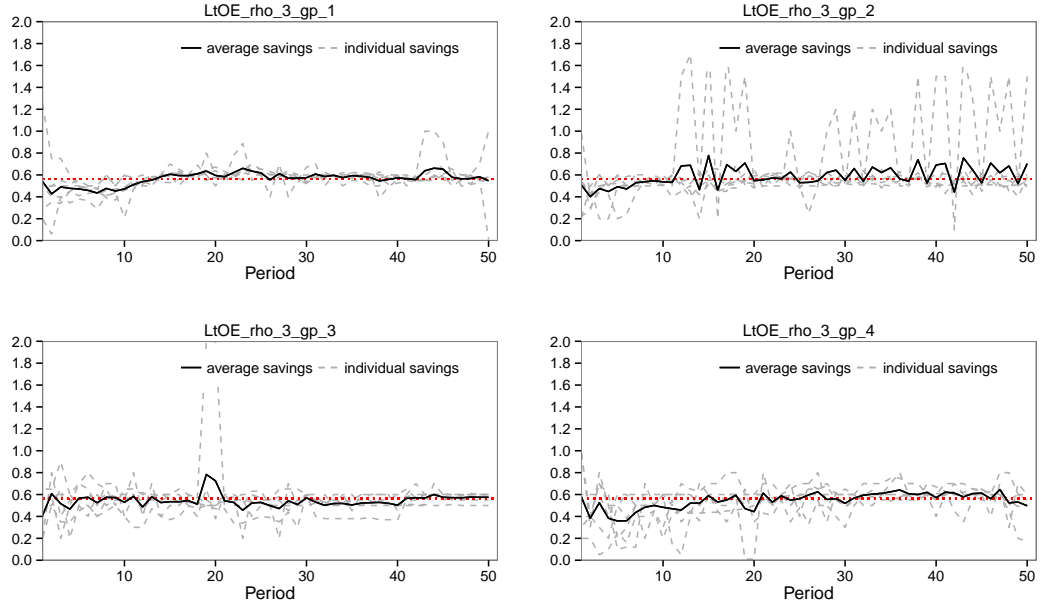 LtOE_rho_3_gp_1
2.0
1.8
1.6
1.4
1.2
1.0
0.8
0.6
0.4
0.2
0.0
average savings individual savings
10 20 30 40 50
Period
LtOE_rho_3_gp_2
2.0
1.8
1.6
1.4
1.2
1.0
0.8
0.6
0.4
0.2
0.0
average savings individual savings
10 20 30 40 50
Period
LtOE_rho_3_gp_3
2.0
1.8
1.6
1.4
1.2
1.0
0.8
0.6
0.4
0.2
0.0
average savings individual savings
10 20 30 40 50
Period
LtOE_rho_3_gp_4
2.0
1.8
1.6
1.4
1.2
1.0
0.8
0.6
0.4
0.2
0.0
average savings individual savings
10 20 30 40 50
Period